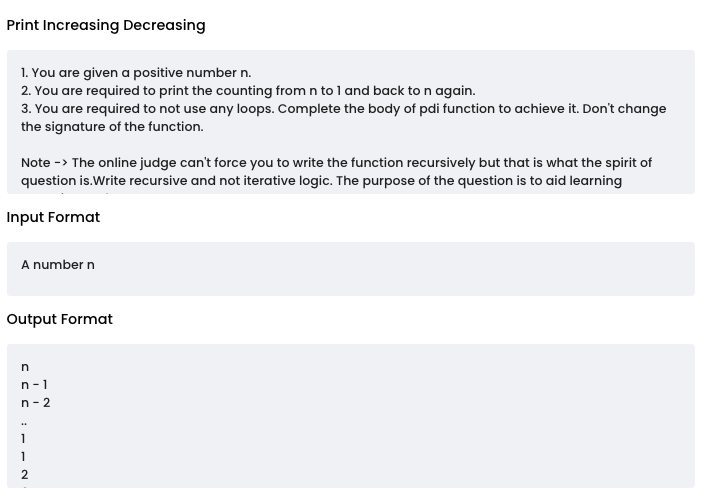 Print Increasing Decreasing
1. You are given a positive number n.
2. You are required to print the counting from n to 1 and back to n again.
3. You are required to not use any loops. Complete the body of pdi function to achieve it. Don't change
the signature of the function.
Note -> The online judge can't force you to write the function recursively but that is what the spirit of
question is.Write recursive and not iterative logic. The purpose of the question is to aid learning
Input Format
A number n
Output Format
n
n - 1
n - 2
..
1
1
2